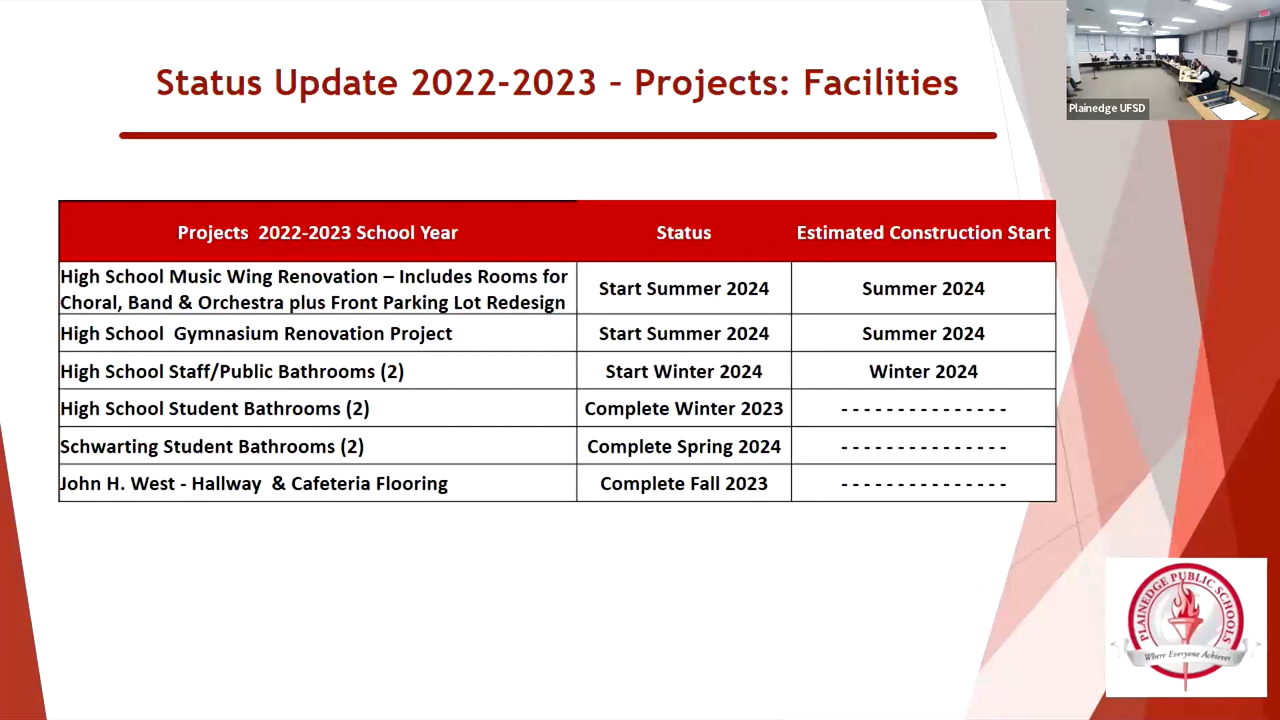 Status Update 2022-2023 - Projects: Facilities
Plainedge UFSD
Projects 2022-2023 School Year Status Estimated Construction Start
High School Music Wing Renovation – Includes Rooms for
Choral, Band & Orchestra plus Front Parking Lot Redesign Start Summer 2024 Summer 2024
High School Gymnasium Renovation Project Start Summer 2024 Summer 2024
High School Staff/Public Bathrooms (2) Start Winter 2024 Winter 2024
High School Student Bathrooms (2) Complete Winter 2023 - - - - - - - - - - - - - - -
Schwarting Student Bathrooms (2) Complete Spring 2024 - - - - - - - - - - - - - - -
John H. West - Hallway & Cafeteria Flooring Complete Fall 2023 - - - - - - - - - - - - - - -
PLAINEDGE PUBLIC SCHOOLS
Where Everyone Achieves